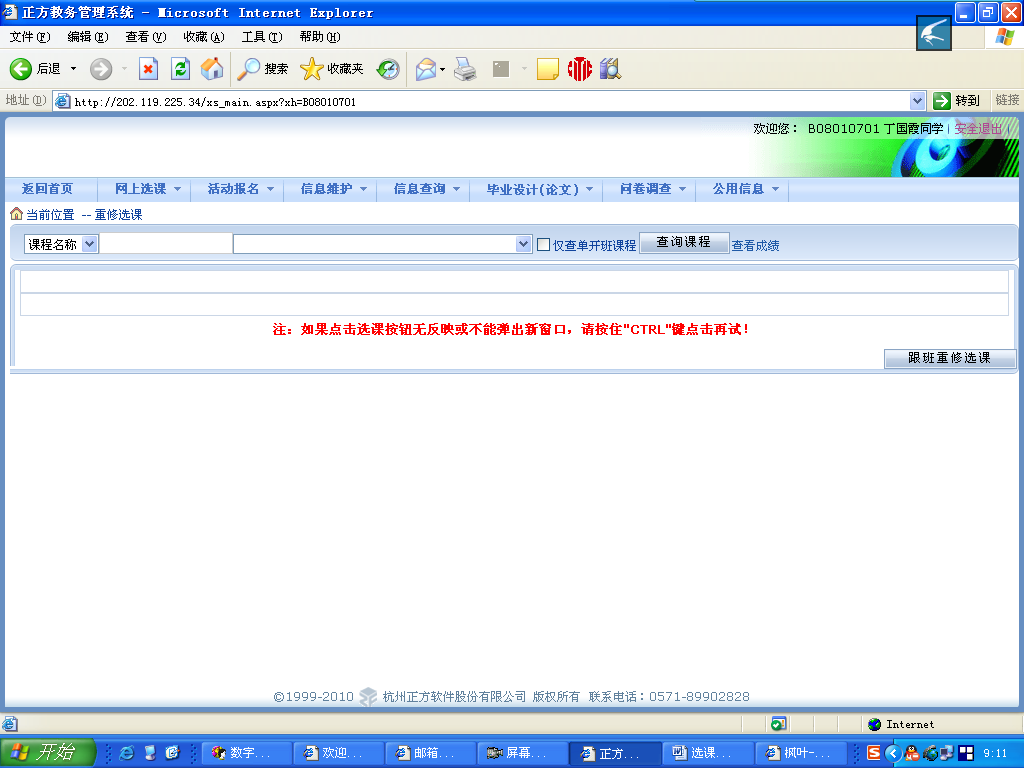 正方教务管理系统 - Microsoft Internet Explorer
文件(F) 编辑(E) 查看(V) 收藏(A) 工具(T) 帮助(H)
后退 搜索 收藏夹
地址(D) http://202.119.225.34/xs_main.aspx?xh=B08010701 转到 链接
欢迎您： B08010701 丁国霞同学 | 安全退出 |
返回首页 网上选课 活动报名 信息维护 信息查询 毕业设计(论文) 问卷调查 公用信息
当前位置 -- 重修选课
课程名称 仅查单开班课程 查询课程 查看成绩
注：如果点击选课按钮无反映或不能弹出新窗口，请按住"CTRL"键点击再试！
跟班重修选课
©1999-2010 杭州正方软件股份有限公司 版权所有 联系电话：0571-89902828
Internet
开始 数字... 欢迎... 邮箱... 屏幕... 正方... 选课... 枫叶-... 9:11